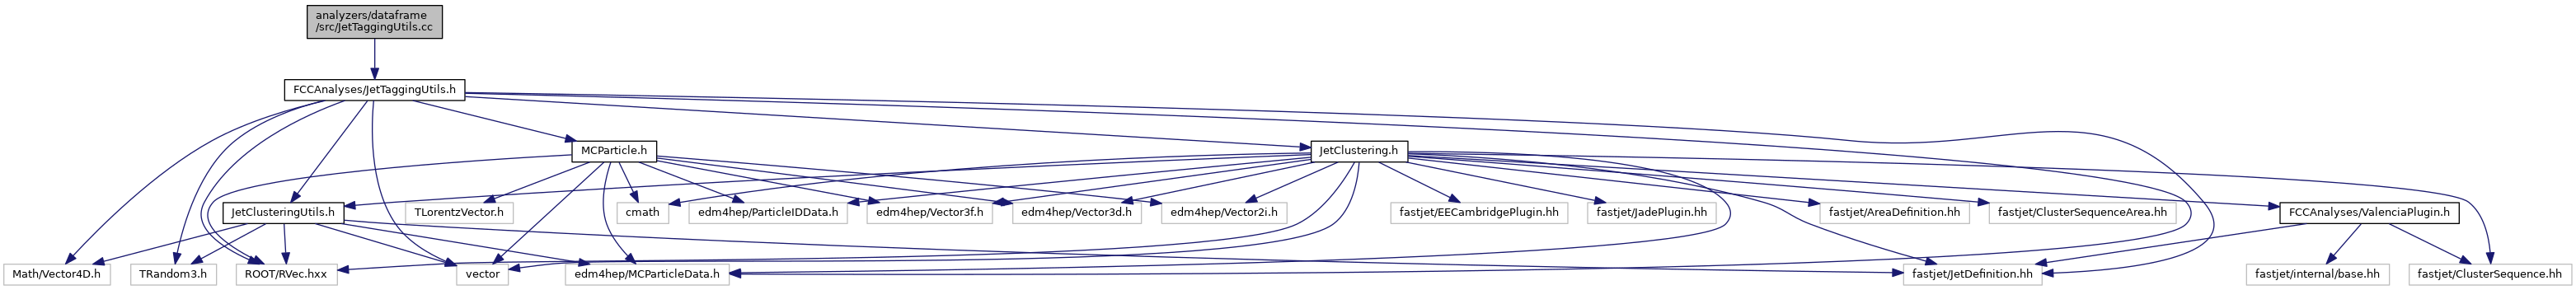 analyzers/dataframe
/src/JetTaggingUtils.cc
FCCAnalyses/JetTaggingUtils.h
MCParticle.h
JetClustering.h
JetClusteringUtils.h
TLorentzVector.h
cmath
edm4hep/ParticleIDData.h
edm4hep/Vector3f.h
edm4hep/Vector3d.h
edm4hep/Vector2i.h
fastjet/EECambridgePlugin.hh
fastjet/JadePlugin.hh
fastjet/AreaDefinition.hh
fastjet/ClusterSequenceArea.hh
FCCAnalyses/ValenciaPlugin.h
Math/Vector4D.h
TRandom3.h
ROOT/RVec.hxx
vector
edm4hep/MCParticleData.h
fastjet/JetDefinition.hh
fastjet/internal/base.hh
fastjet/ClusterSequence.hh